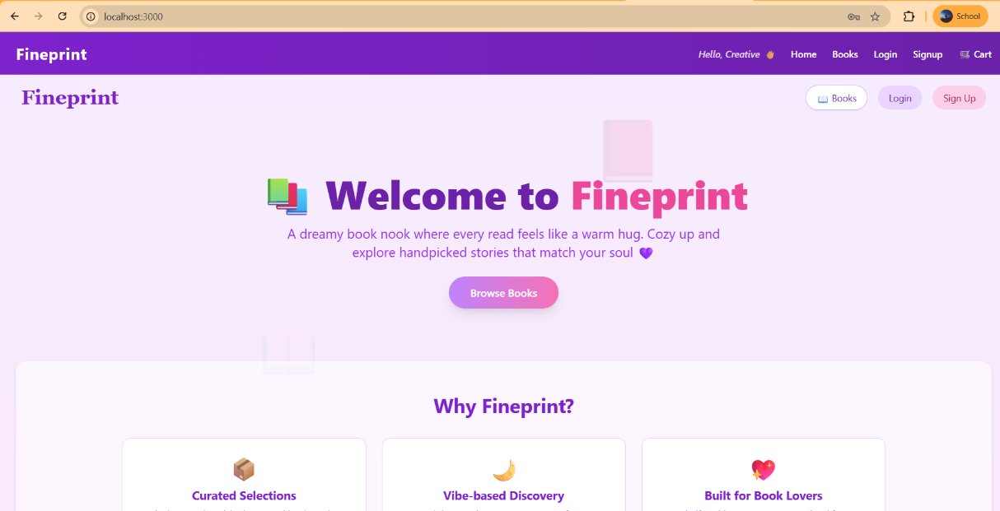 localhost:3000
School
Fineprint
Hello, Creative 👋 Home Books Login Signup 🛒 Cart
Fineprint
📖 Books Login Sign Up
📚 Welcome to Fineprint
A dreamy book nook where every read feels like a warm hug. Cozy up and
explore handpicked stories that match your soul 💜
Browse Books
Why Fineprint?
📦 🌙 💖
Curated Selections Vibe-based Discovery Built for Book Lovers